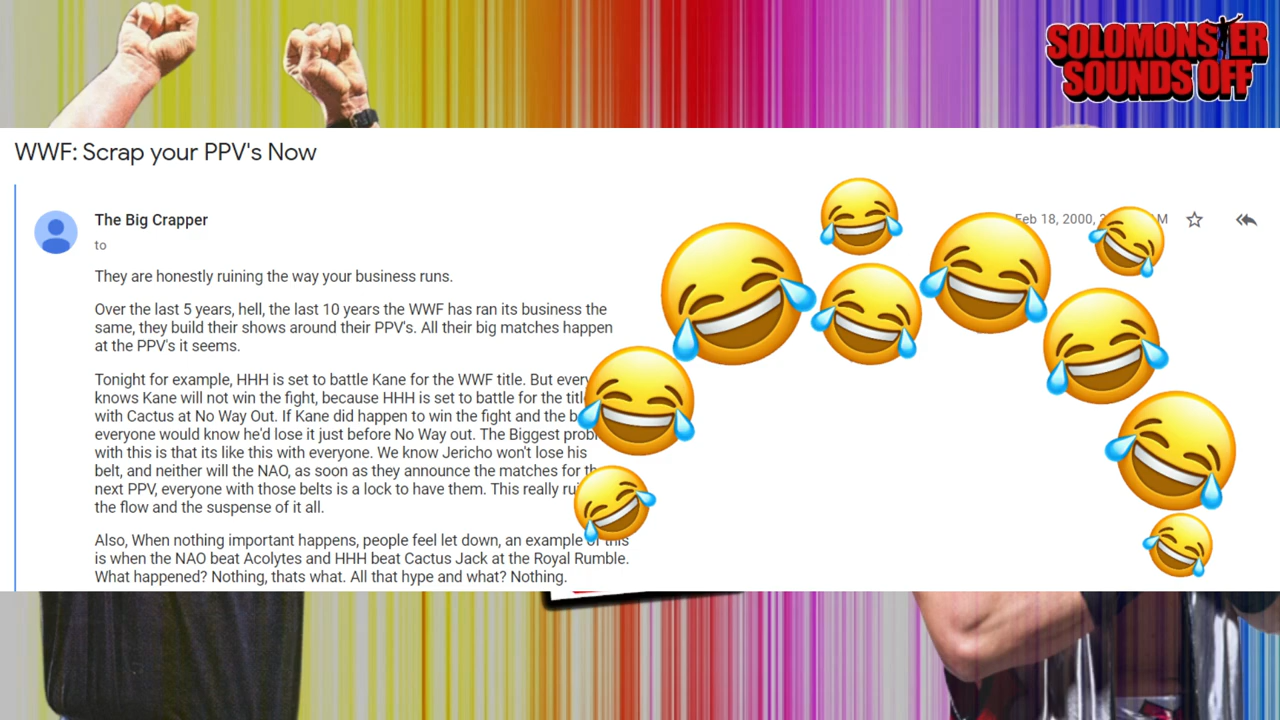 SOLOMONSTER
SOUNDS OFF
WWF: Scrap your PPV's Now
The Big Crapper
Feb 18, 2000, 2 M
to
They are honestly ruining the way your business runs.
Over the last 5 years, hell, the last 10 years the WWF has ran its business the
same, they build their shows around their PPV's. All their big matches happen
at the PPV's it seems.
Tonight for example, HHH is set to battle Kane for the WWF title. But
knows Kane will not win the fight, because HHH is set to battle for the
with Cactus at No Way Out. If Kane did happen to win the fight and the
everyone would know he'd lose it just before No Way out. The Biggest
with this is that its like this with everyone. We know Jericho won't lose his
belt, and neither will the NAO, as soon as they announce the matches for
next PPV, everyone with those belts is a lock to have them. This really
the flow and the suspense of it all.
Also, When nothing important happens, people feel let down, an example of this
is when the NAO beat Acolytes and HHH beat Cactus Jack at the Royal Rumble.
What happened? Nothing, thats what. All that hype and what? Nothing.